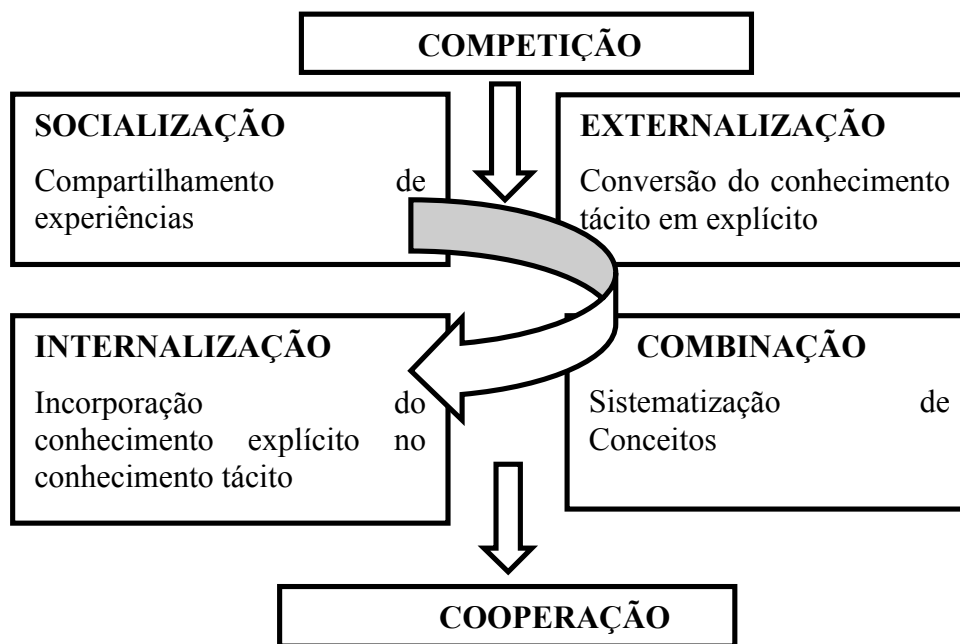 COMPETIÇÃO
SOCIALIZAÇÃO
Compartilhamento de
experiências
EXTERNALIZAÇÃO
Conversão do conhecimento
tácito em explícito
INTERNALIZAÇÃO
Incorporação do
conhecimento explícito no
conhecimento tácito
COMBINAÇÃO
Sistematização de
Conceitos
COOPERAÇÃO